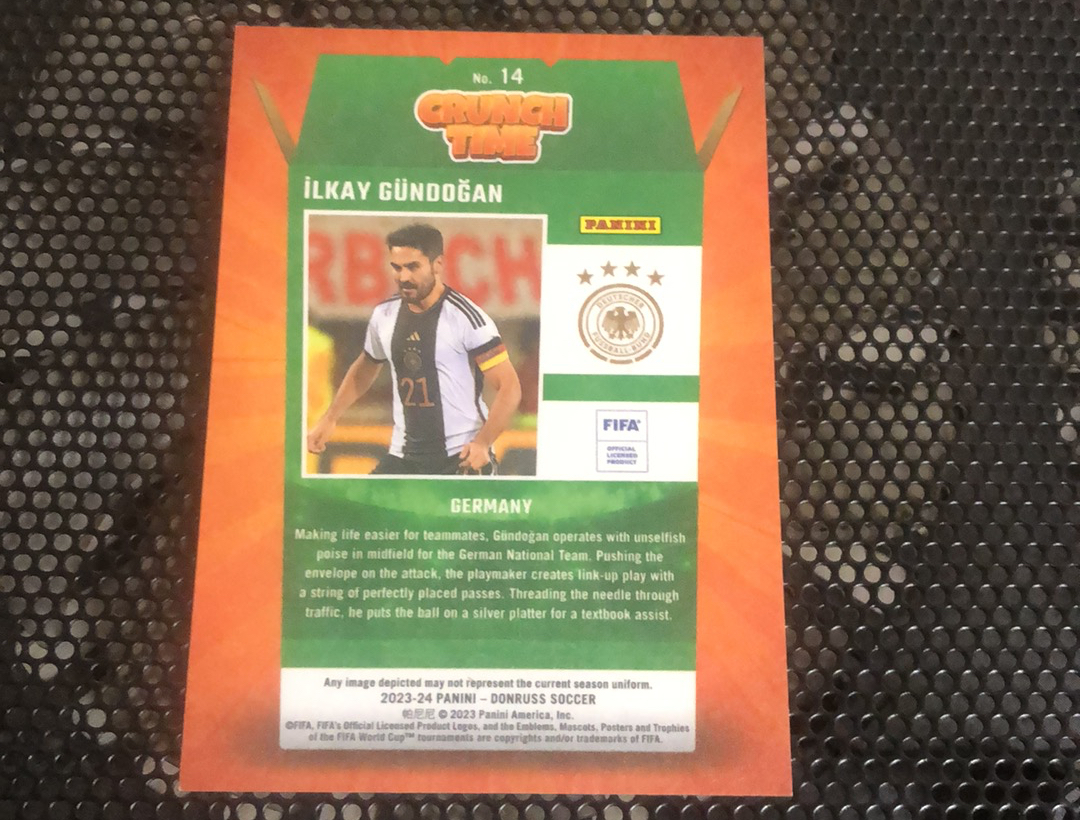 No. 14
CRUNCH
TIME
İLKAY GÜNDOĞAN
PANINI
RB CH
21
DEUTSCHER
FUSSBALL-BUND
FIFA
OFFICIAL
LICENSED
PRODUCT
GERMANY
Making life easier for teammates, Gündoğan operates with unselfish
poise in midfield for the German National Team. Pushing the
envelope on the attack, the playmaker creates link-up play with
a string of perfectly placed passes. Threading the needle through
traffic, he puts the ball on a silver platter for a textbook assist.
Any image depicted may not represent the current season uniform.
2023-24 PANINI – DONRUSS SOCCER
帕尼尼 © 2023 Panini America, Inc.
©FIFA, FIFA's Official Licensed Product Logos, and the Emblems, Mascots, Posters and Trophies
of the FIFA World Cup™ tournaments are copyrights and/or trademarks of FIFA.